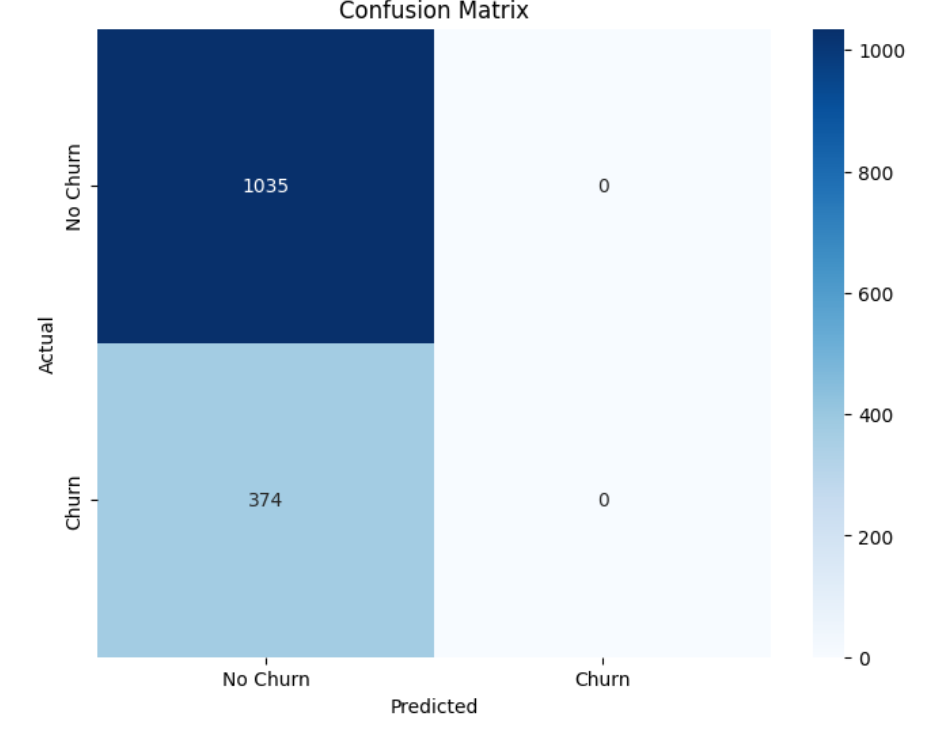 Confusion Matrix
No Churn
Churn
Actual
1035
0
374
0
No Churn
Churn
Predicted
1000
800
600
400
200
0